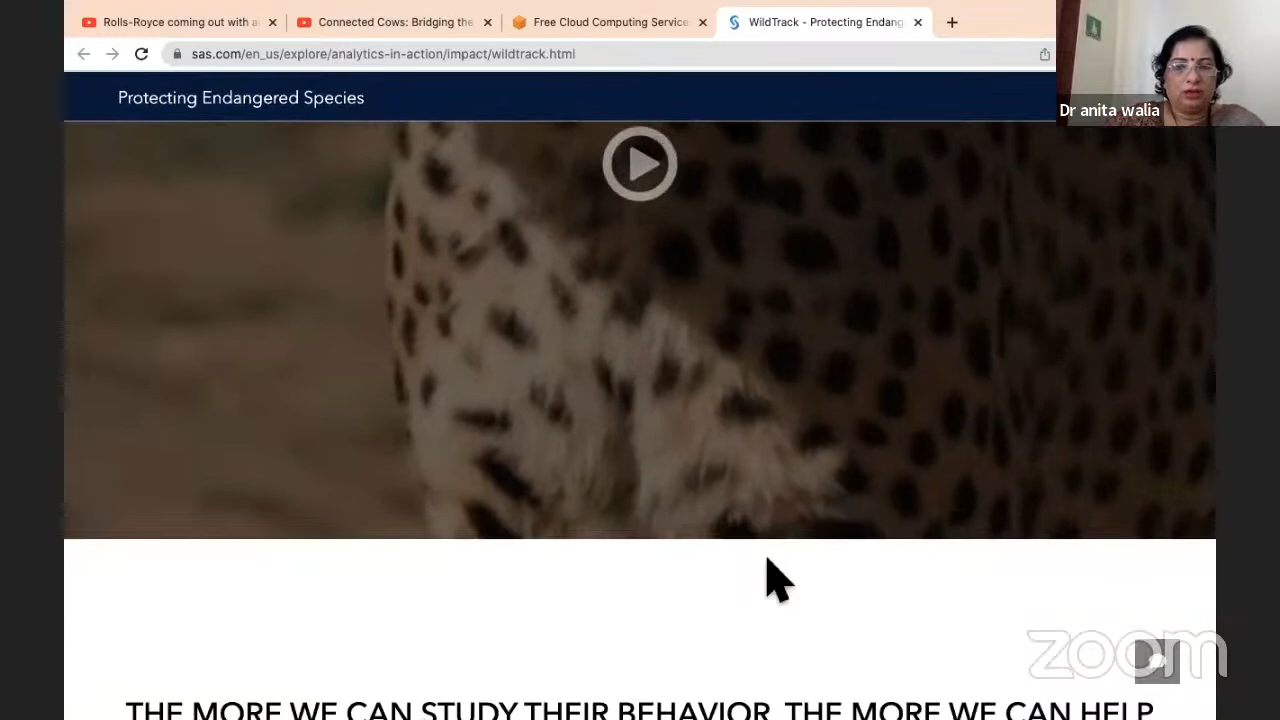 Rolls-Royce coming out with a
Connected Cows: Bridging the
Free Cloud Computing Service
WildTrack - Protecting Endang
sas.com/en_us/explore/analytics-in-action/impact/wildtrack.html
Protecting Endangered Species
Dr anita walia
zoom
THE MORE WE CAN STUDY THEIR BEHAVIOR, THE MORE WE CAN HELP